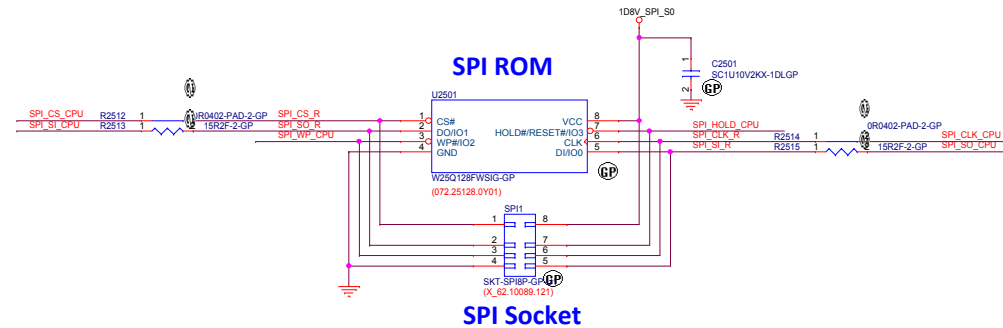 1D8V_SPI_S0
SPI ROM
1
C2501
SC1U10V2KX-1DLGP
2
GP
U2501
SPI_CS_CPU R2512 1 0R0402-PAD-2-GP SPI_CS_R 1 CS# VCC 8
SPI_SI_CPU R2513 1 2 15R2F-2-GP SPI_SO_R 2 DO/IO1 HOLD#/RESET#/IO3 7 SPI_HOLD_CPU
SPI_WP_CPU 3 WP#/IO2 CLK 6 SPI_CLK_R R2514 1 0R0402-PAD-2-GP SPI_CLK_CPU
4 GND DI/IO0 5 SPI_SI_R R2515 1 2 15R2F-2-GP SPI_SO_CPU
W25Q128FWSIG-GP
GP
(072.25128.0Y01)
SPI1
1 8
2 7
3 6
4 5
SKT-SPI8P-GP
GP
(X_62.10089.121)
SPI Socket